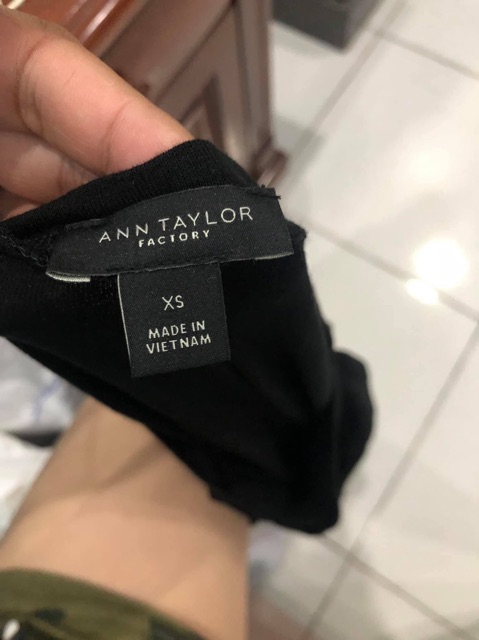 ANN TAYLOR
FACTORY
XS
MADE IN
VIETNAM